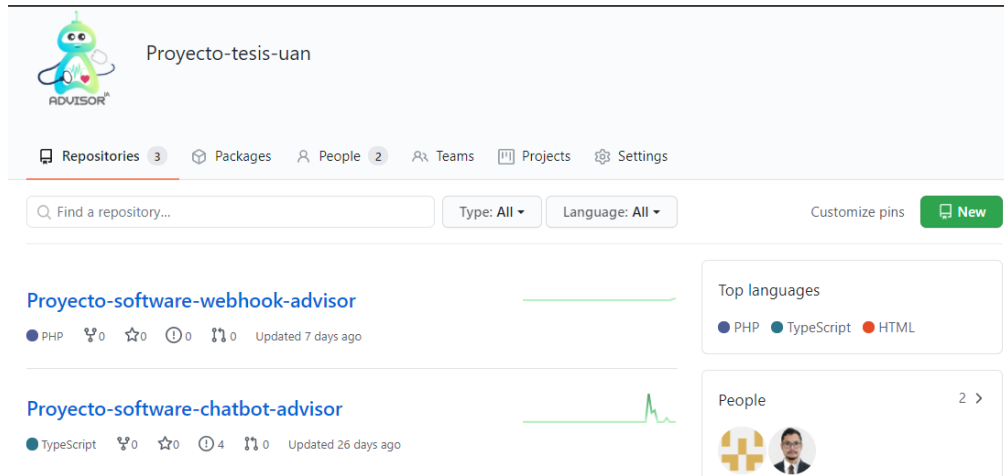 ADVISOR IA
Proyecto-tesis-uan
Repositories 3 Packages People 2 Teams Projects Settings
Find a repository... Type: All Language: All Customize pins New
Proyecto-software-webhook-advisor
PHP 0 0 0 0 Updated 7 days ago
Proyecto-software-chatbot-advisor
TypeScript 0 0 4 0 Updated 26 days ago
Top languages
PHP TypeScript HTML
People 2